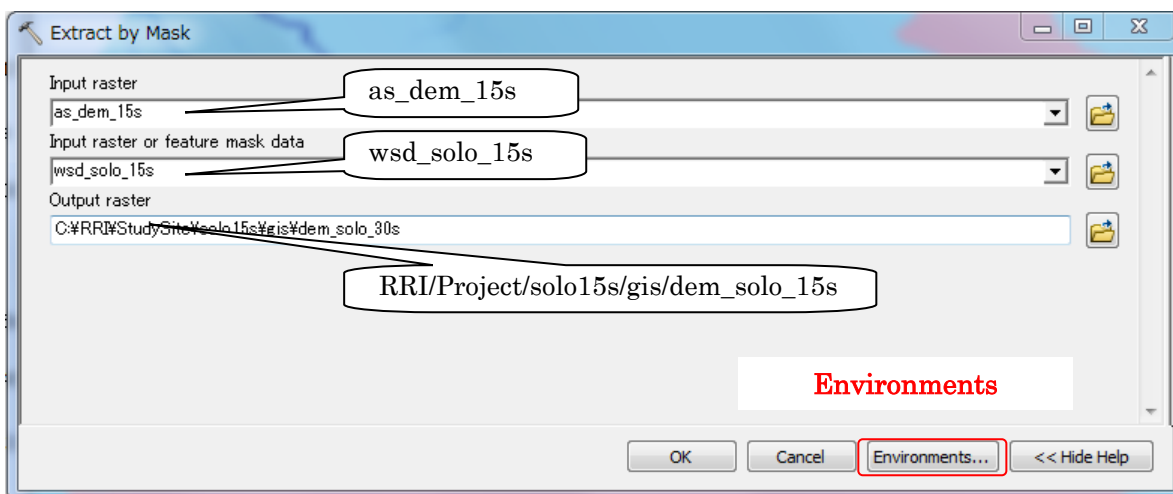 Extract by Mask
Input raster
as_dem_15s
as_dem_15s
Input raster or feature mask data
wsd_solo_15s
wsd_solo_15s
Output raster
C:¥RRI¥StudySite¥solo15s¥gis¥dem_solo_30s
RRI/Project/solo15s/gis/dem_solo_15s
Environments
OK
Cancel
Environments...
<< Hide Help